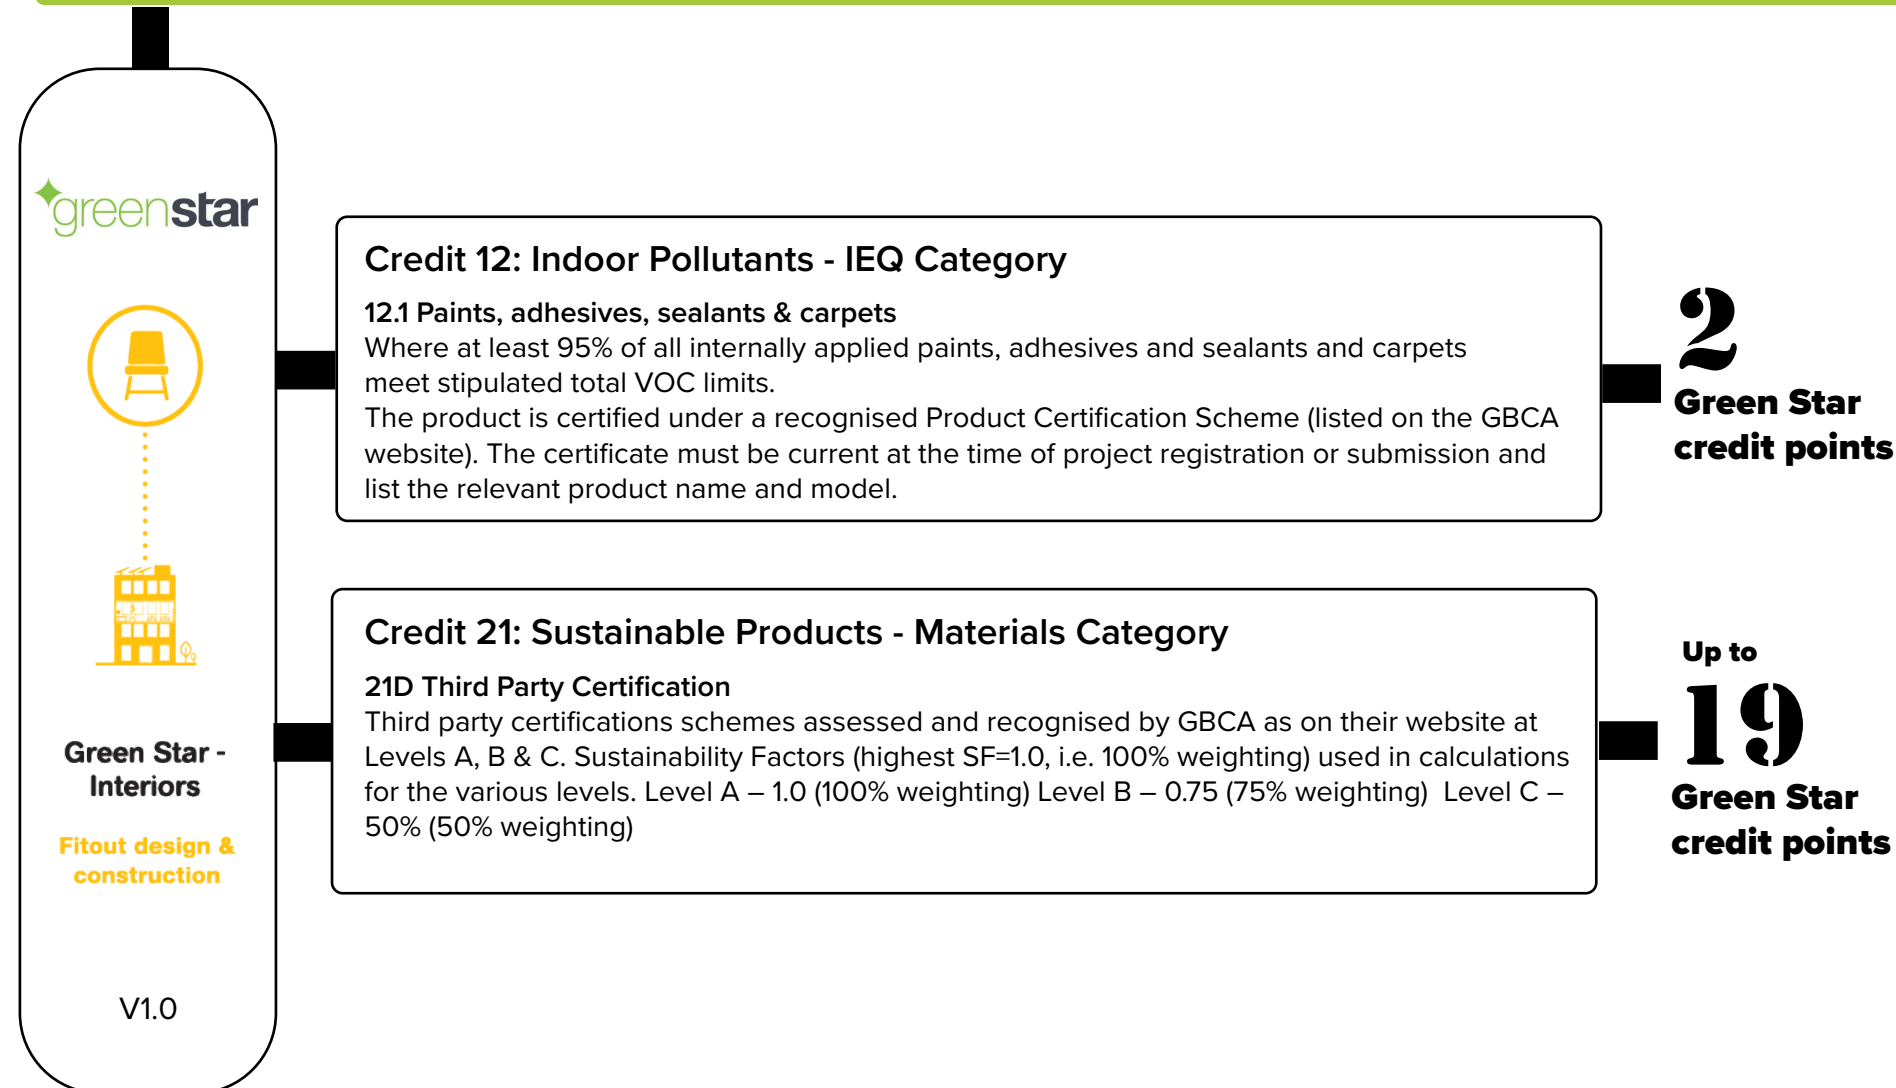 greenstar
Green Star -
Interiors
Fitout design &
construction
V1.0
Credit 12: Indoor Pollutants - IEQ Category
12.1 Paints, adhesives, sealants & carpets
Where at least 95% of all internally applied paints, adhesives and sealants and carpets
meet stipulated total VOC limits.
The product is certified under a recognised Product Certification Scheme (listed on the GBCA
website). The certificate must be current at the time of project registration or submission and
list the relevant product name and model.
2
Green Star
credit points
Credit 21: Sustainable Products - Materials Category
21D Third Party Certification
Third party certifications schemes assessed and recognised by GBCA as on their website at
Levels A, B & C. Sustainability Factors (highest SF=1.0, i.e. 100% weighting) used in calculations
for the various levels. Level A – 1.0 (100% weighting) Level B – 0.75 (75% weighting)  Level C –
50% (50% weighting)
Up to
19
Green Star
credit points